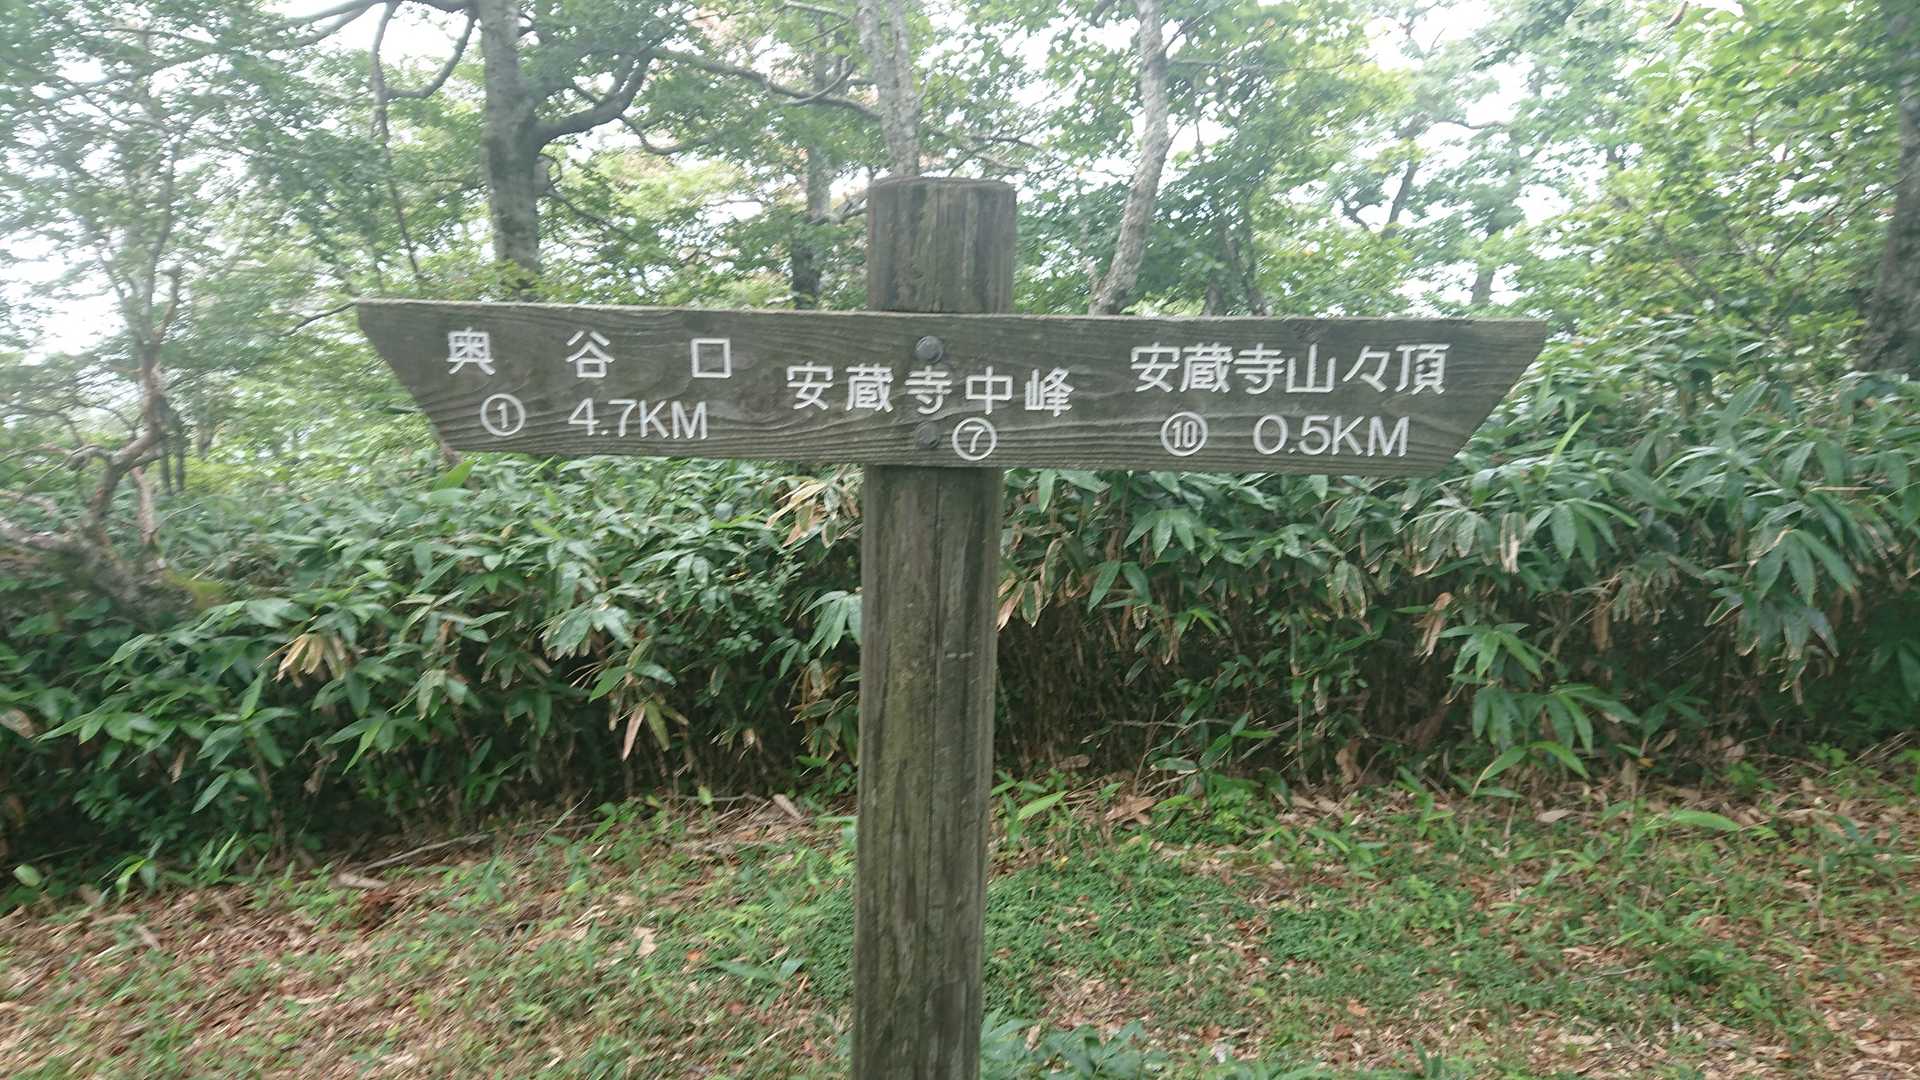 奥谷口
① 4.7KM
安蔵寺中峰
⑦
安蔵寺山々頂
⑩ 0.5KM